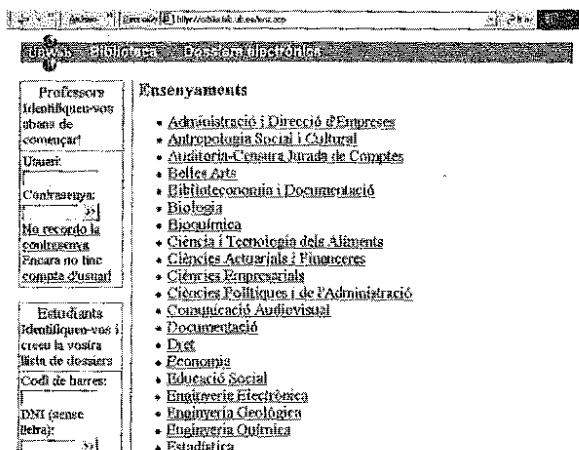 Biblioteca Dossiers electrònics
Professors
Identifiqueu-vos
abans de
començar!
Usuari:
Contrasenya:
>>
No recordo la
contrasenya
Encara no tinc
compte d'usuari
Estudiants
Identifiqueu-vos i
creeu la vostra
llista de dossiers
Codi de barres:
DNI (sense
lletra):
>>
Ensenyaments
• Administració i Direcció d'Empreses
• Antropologia Social i Cultural
• Auditoria-Censura Jurada de Comptes
• Belles Arts
• Biblioteconomia i Documentació
• Biologia
• Bioquímica
• Ciència i Tecnologia dels Aliments
• Ciències Actuarials i Financeres
• Ciències Empresarials
• Ciències Polítiques i de l'Administració
• Comunicació Audiovisual
• Documentació
• Dret
• Economia
• Educació Social
• Enginyeria Electrònica
• Enginyeria Geològica
• Enginyeria Química
• Estadística